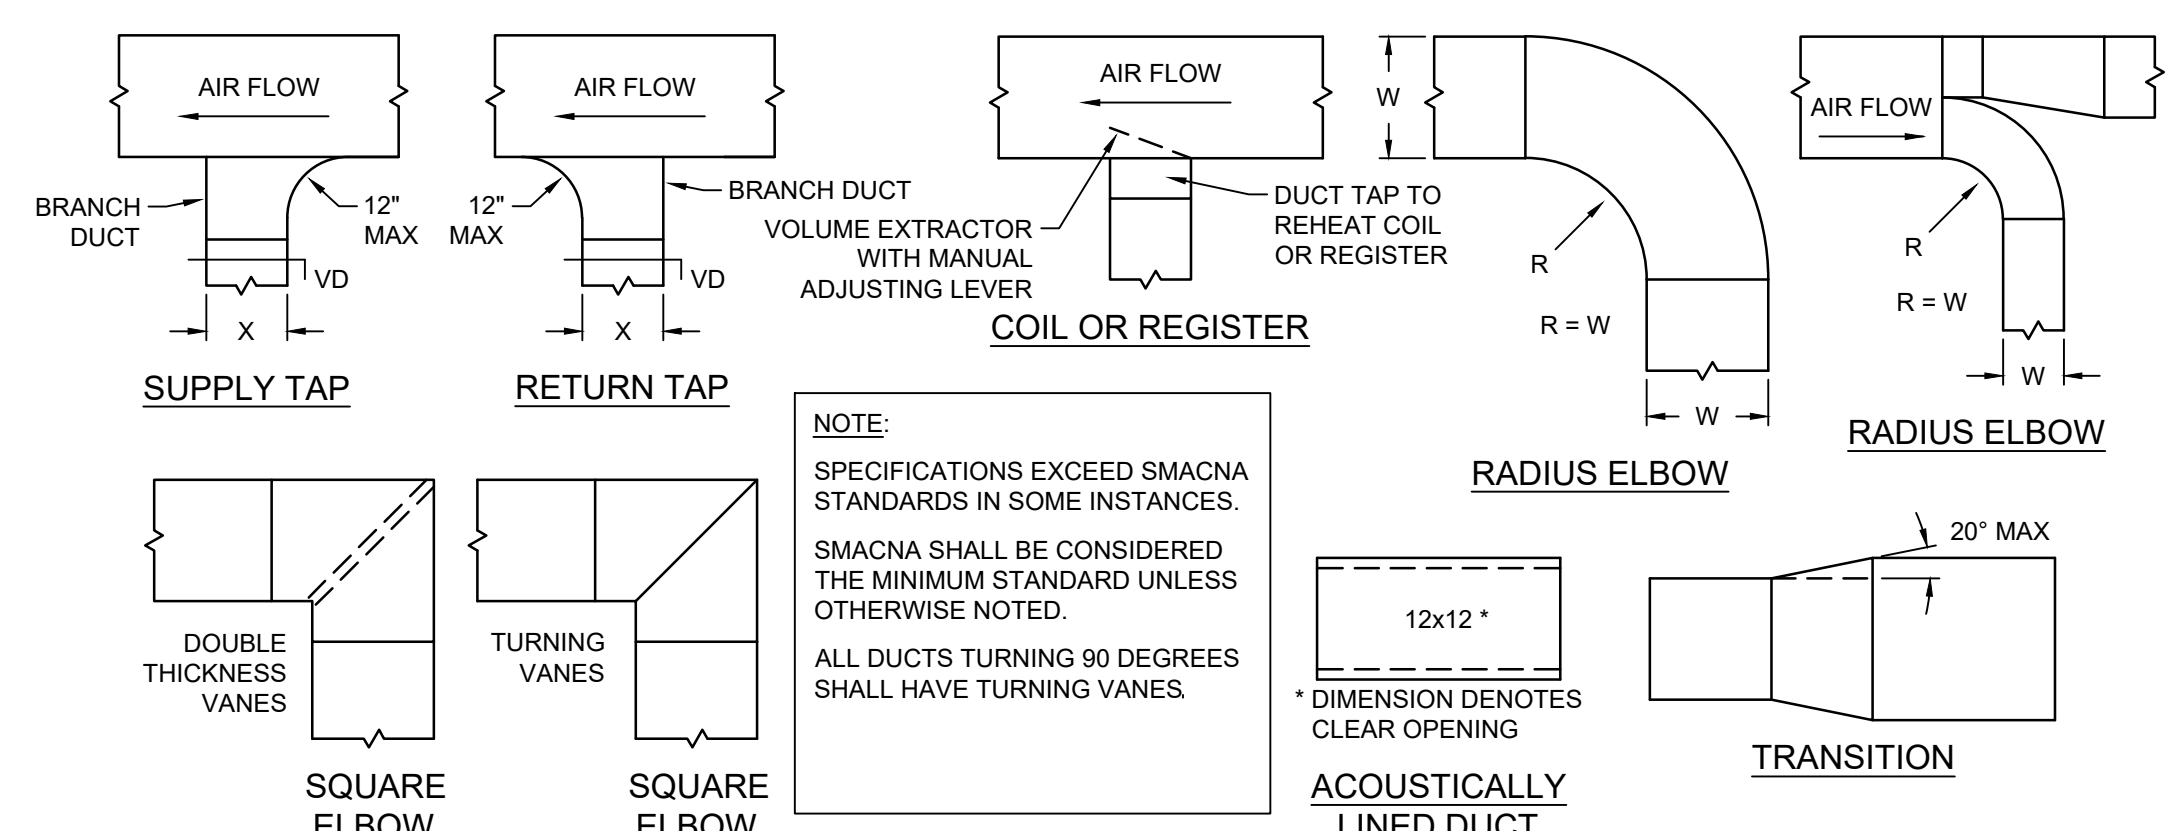 AIR FLOW
BRANCH
DUCT
12"
MAX
VD
X
SUPPLY TAP
AIR FLOW
12"
MAX
BRANCH DUCT
VD
X
RETURN TAP
AIR FLOW
VOLUME EXTRACTOR
WITH MANUAL
ADJUSTING LEVER
DUCT TAP TO
REHEAT COIL
OR REGISTER
COIL OR REGISTER
W
R
R = W
W
RADIUS ELBOW
AIR FLOW
R
R = W
W
RADIUS ELBOW
DOUBLE
THICKNESS
VANES
SQUARE
ELBOW
TURNING
VANES
SQUARE
ELBOW
NOTE:
SPECIFICATIONS EXCEED SMACNA
STANDARDS IN SOME INSTANCES.
SMACNA SHALL BE CONSIDERED
THE MINIMUM STANDARD UNLESS
OTHERWISE NOTED.
ALL DUCTS TURNING 90 DEGREES
SHALL HAVE TURNING VANES.
12x12 *
* DIMENSION DENOTES
CLEAR OPENING
ACOUSTICALLY
LINED DUCT
20° MAX
TRANSITION